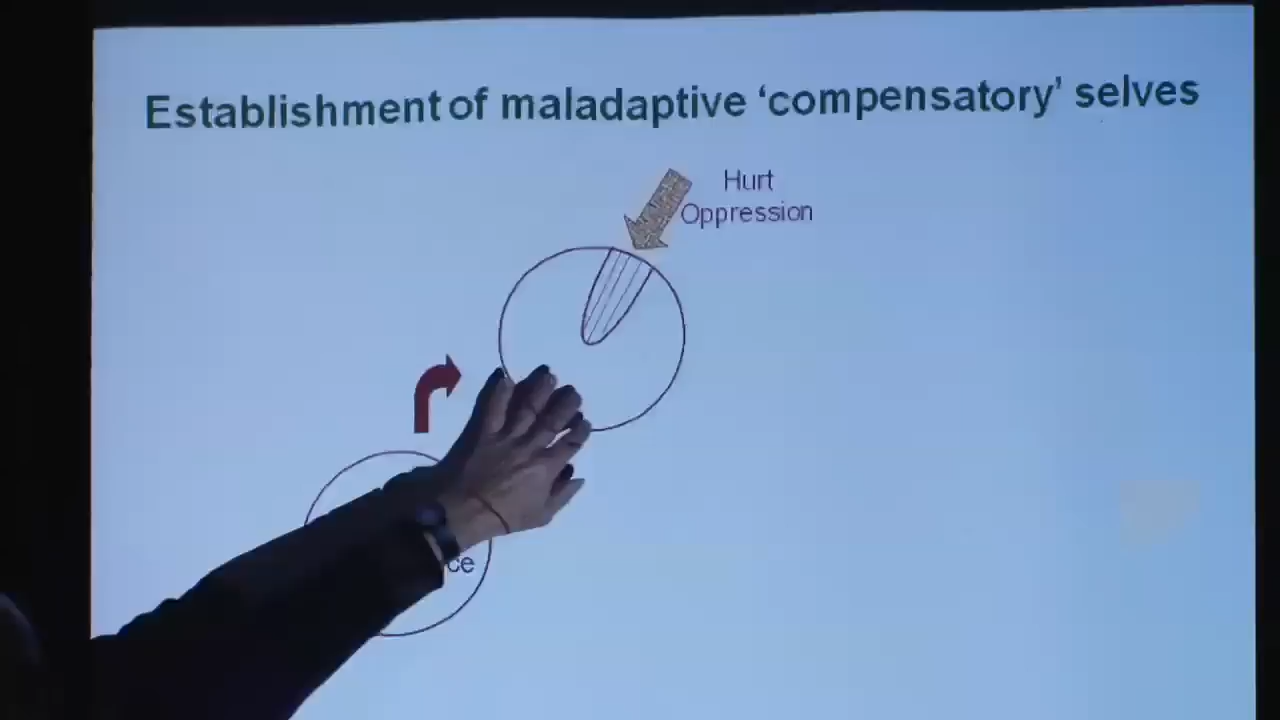 Establishment of maladaptive ‘compensatory’ selves
Hurt
Oppression